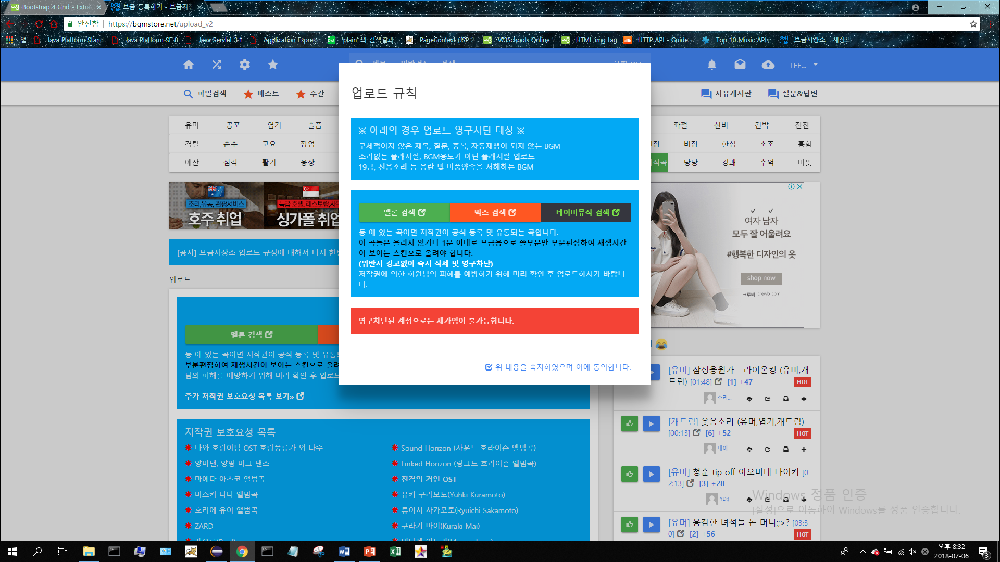 Bootstrap 4 Grid - Extra
브금 등록하기 - 브금저
안전함 https://bgmstore.net/upload_v2
앱 Java Platform Stand Java Platform SE 8 Java Servlet 3.1 Application Express 'plain' 의 검색결과 PageContext (JSP 2 W3Schools Online HTML img tag HTTP API - Guide Top 10 Music APIs 브금저장소 :: 세상
LEE...
파일검색 베스트 주간 자유게시판 질문&답변
유머 공포 엽기 슬픔 좌절 신비 긴박 잔잔
격렬 순수 고요 장엄 비장 한심 초조 흥함
애잔 심각 활기 웅장 작곡 당당 경쾌 추억 따뜻
조리,유통, 관광서비스
호주 취업
특급 호텔, 레스토랑,사무
싱가폴 취업
[공지] 브금저장소 업로드 규정에 대해서 다시 한번
업로드
멜론 검색
등 에 있는 곡이면 저작권이 공식 등록 및 유통되
부분편집하여 재생시간이 보이는 스킨으로 올려
님의 피해를 예방하기 위해 미리 확인 후 업로드
추가 저작권 보호요청 목록 보기»
저작권 보호요청 목록
나와 호랑이님 OST 호랑풍류가 외 다수
양마댄, 양띵 마크 댄스
마에다 아츠코 앨범곡
미즈키 나나 앨범곡
호리에 유이 앨범곡
ZARD
Sound Horizon (사운드 호라이즌 앨범곡)
Linked Horizon (링크드 호라이즌 앨범곡)
진격의 거인 OST
유키 구라모토(Yuhki Kuramoto)
류이치 사카모토(Ryuichi Sakamoto)
쿠라키 마이(Kuraki Mai)
업로드 규칙
※ 아래의 경우 업로드 영구차단 대상 ※
구체적이지 않은 제목, 질문, 중복, 자동재생이 되지 않는 BGM
소리없는 플래시짤, BGM용도가 아닌 플래시짤 업로드
19금, 신음소리 등 음란 및 미풍양속을 저해하는 BGM
멜론 검색 벅스 검색 네이버뮤직 검색
등 에 있는 곡이면 저작권이 공식 등록 및 유통되는 곡입니다.
이 곡들은 올리지 않거나 1분 이내로 브금용으로 쓸부분만 부분편집하여 재생시간
이 보이는 스킨으로 올려야 합니다.
(위반시 경고없이 즉시 삭제 및 영구차단)
저작권에 의한 회원님의 피해를 예방하기 위해 미리 확인 후 업로드하시기 바랍니
다.
영구차단된 계정으로는 재가입이 불가능합니다.
위 내용을 숙지하였으며 이에 동의합니다.
여자 남자
모두 잘 어울려요
#행복한 디자인의 옷
shop now
크루비 crewbi.com
[유머] 삼성응원가 - 라이온킹 (유머,개
드립) [01:48] [1] +47 HOT
소리...
[개드립] 웃음소리 (유머,엽기,개드립)
[00:13] [6] +52 HOT
내이...
[유머] 청춘 tip off 아오미네 다이키 [0
2:13] [3] +28
YD:)
[유머] 용감한 녀석들 돈 머니;;>? [03:3
0] [2] +56 HOT
Windows 정품 인증
[설정]으로 이동하여 Windows를 정품 인증합니다.
오후 8:32
2018-07-06
3